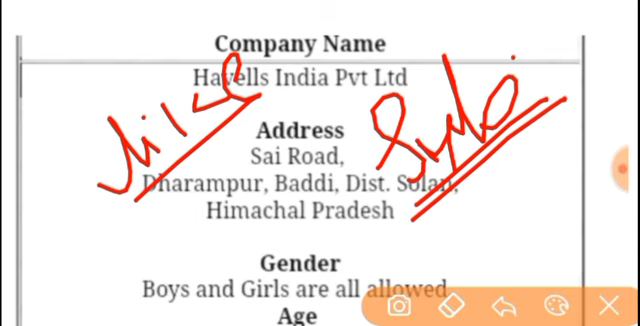 Company Name
Havells India Pvt Ltd
Address
Sai Road,
Dharampur, Baddi, Dist. Solan,
Himachal Pradesh
Gender
Boys and Girls are all allowed
Age